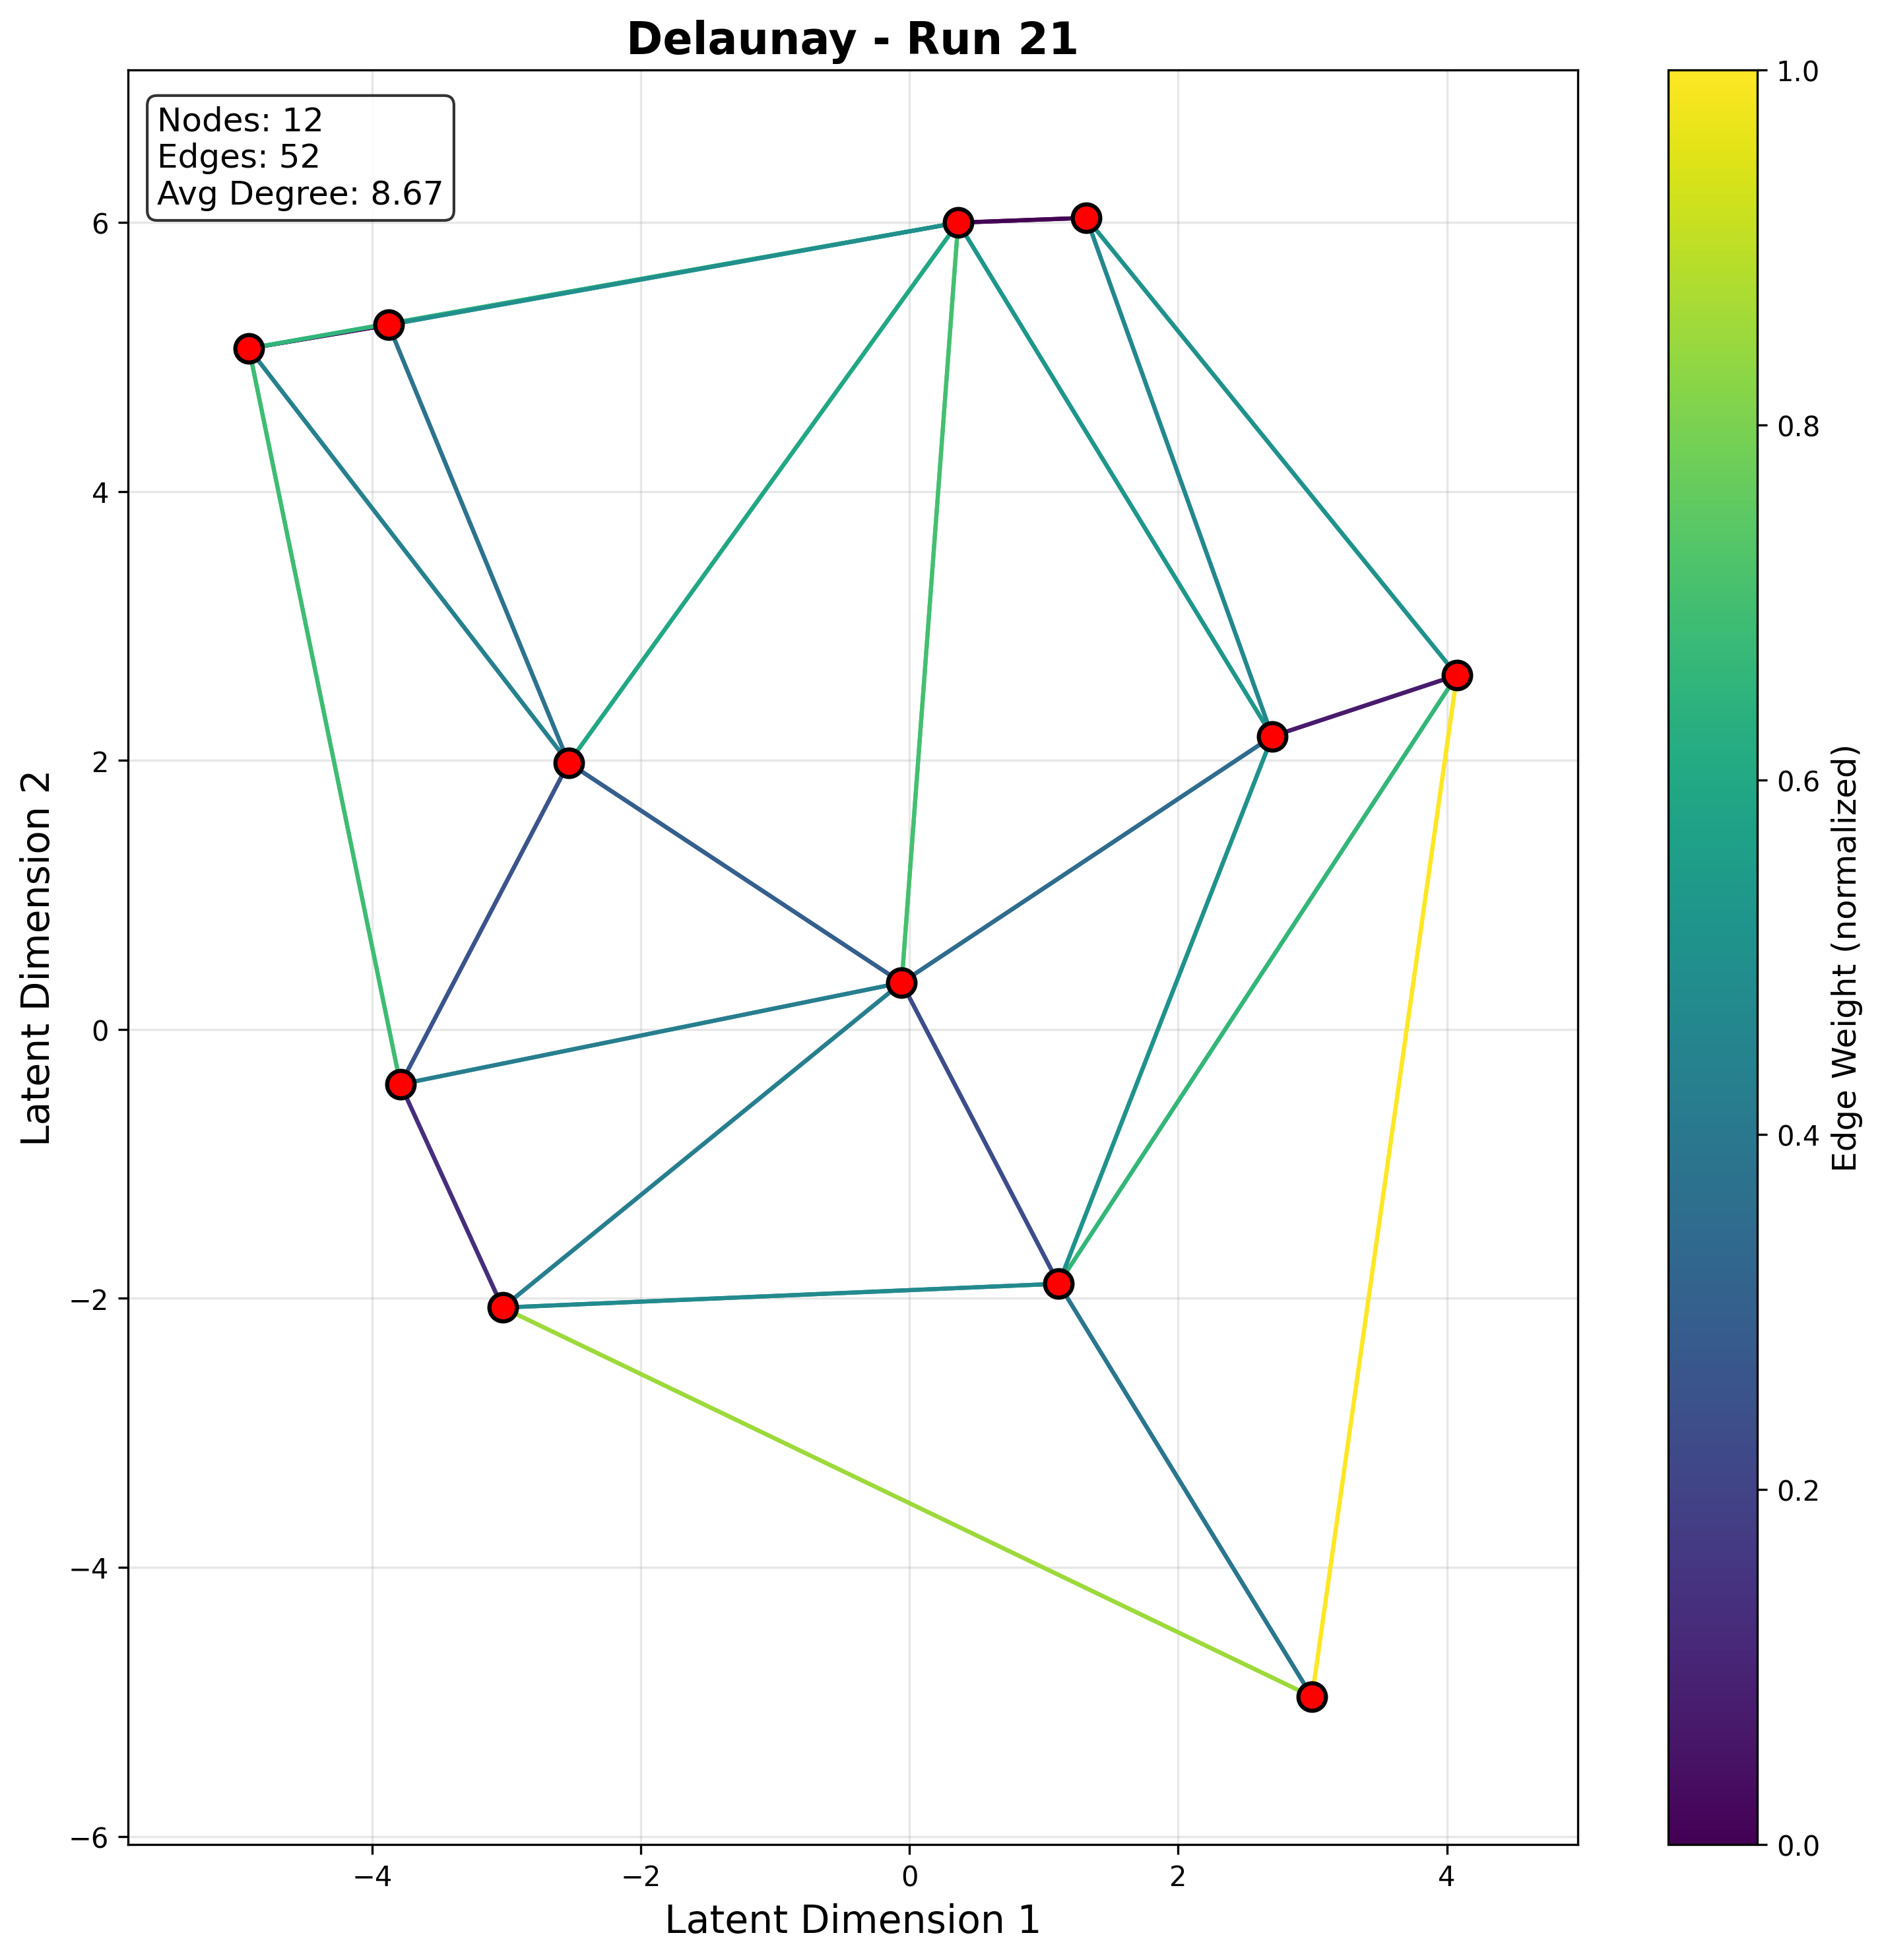 Delaunay - Run 21
Nodes: 12
Edges: 52
Avg Degree: 8.67
6
4
2
0
−2
−4
−6
−4
−2
0
2
4
Latent Dimension 1
Latent Dimension 2
1.0
0.8
0.6
0.4
0.2
0.0
Edge Weight (normalized)